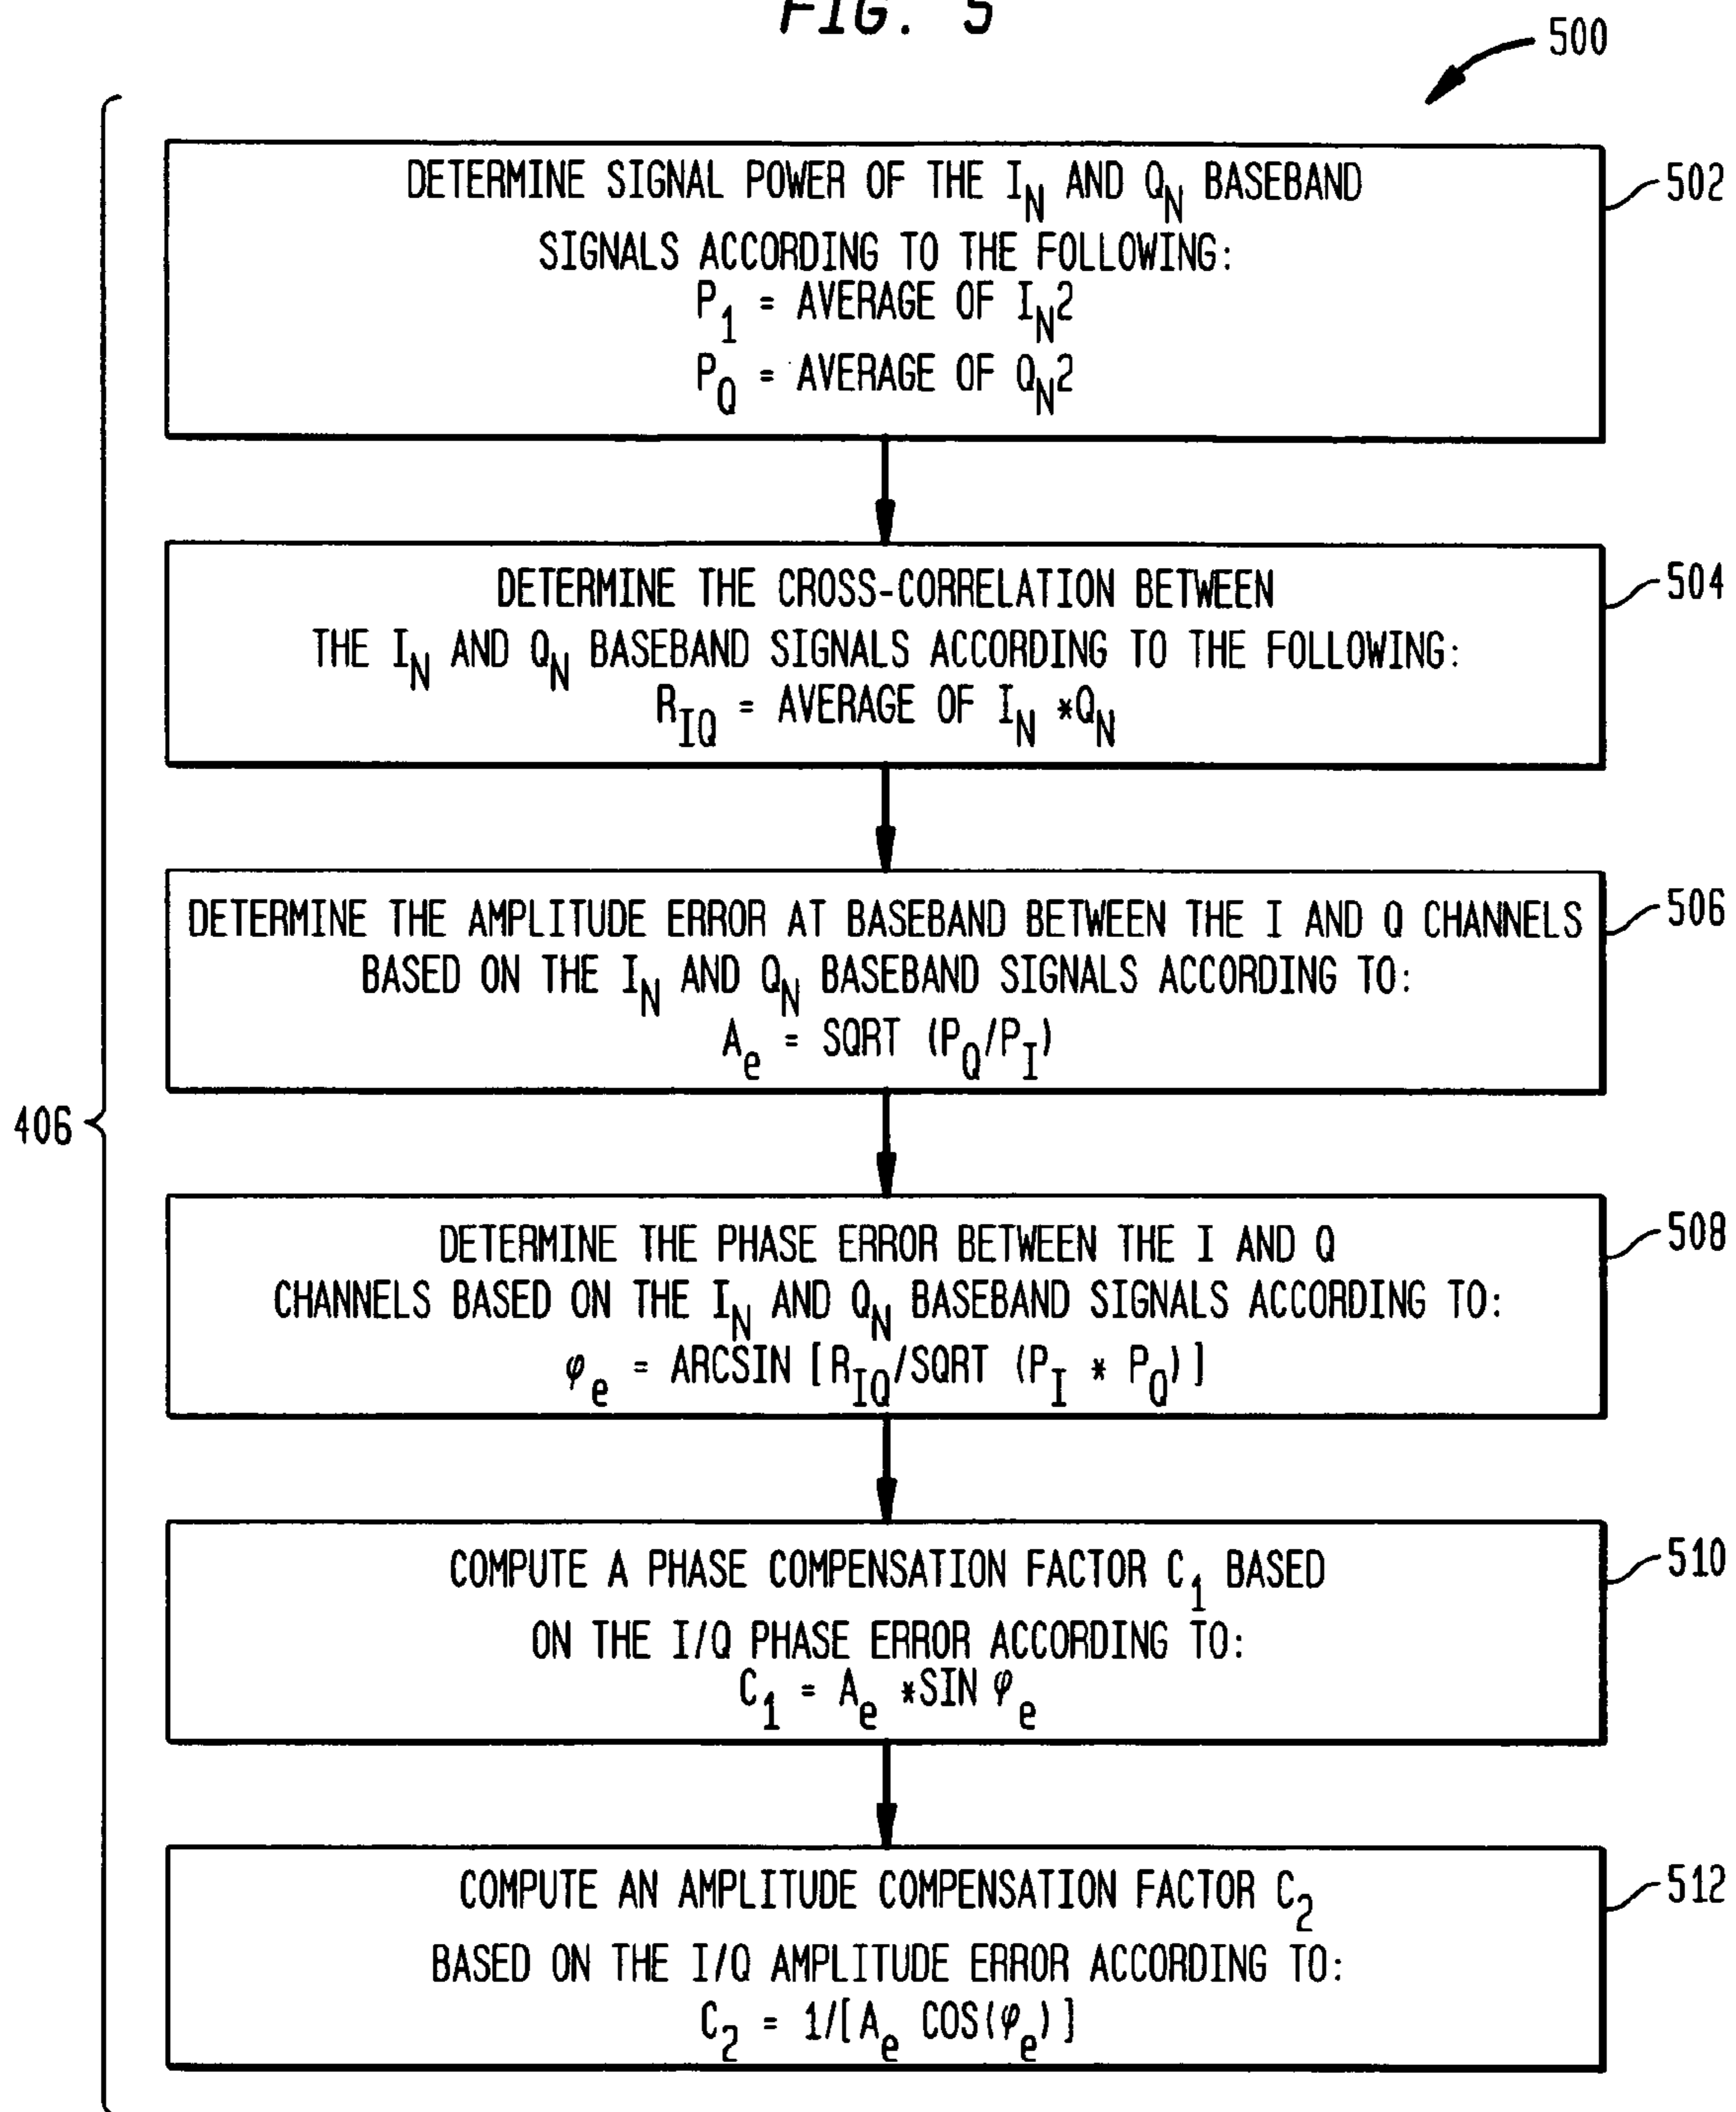 FIG. 5
500
DETERMINE SIGNAL POWER OF THE I_N AND Q_N BASEBAND
SIGNALS ACCORDING TO THE FOLLOWING:
P_1 = AVERAGE OF I_N2
P_Q = AVERAGE OF Q_N2
502
DETERMINE THE CROSS-CORRELATION BETWEEN
THE I_N AND Q_N BASEBAND SIGNALS ACCORDING TO THE FOLLOWING:
R_IQ = AVERAGE OF I_N *Q_N
504
DETERMINE THE AMPLITUDE ERROR AT BASEBAND BETWEEN THE I AND Q CHANNELS
BASED ON THE I_N AND Q_N BASEBAND SIGNALS ACCORDING TO:
A_e = SQRT (P_Q/P_I)
506
406
DETERMINE THE PHASE ERROR BETWEEN THE I AND Q
CHANNELS BASED ON THE I_N AND Q_N BASEBAND SIGNALS ACCORDING TO:
φ_e = ARCSIN [R_IQ/SQRT (P_I * P_Q)]
508
COMPUTE A PHASE COMPENSATION FACTOR C_1 BASED
ON THE I/Q PHASE ERROR ACCORDING TO:
C_1 = A_e *SIN φ_e
510
COMPUTE AN AMPLITUDE COMPENSATION FACTOR C_2
BASED ON THE I/Q AMPLITUDE ERROR ACCORDING TO:
C_2 = 1/[A_e COS(φ_e)]
512